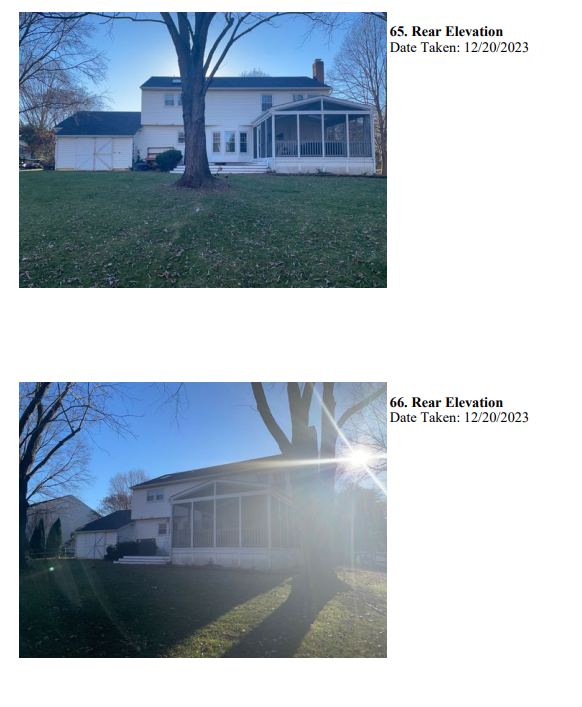 65. Rear Elevation
Date Taken: 12/20/2023
66. Rear Elevation
Date Taken: 12/20/2023